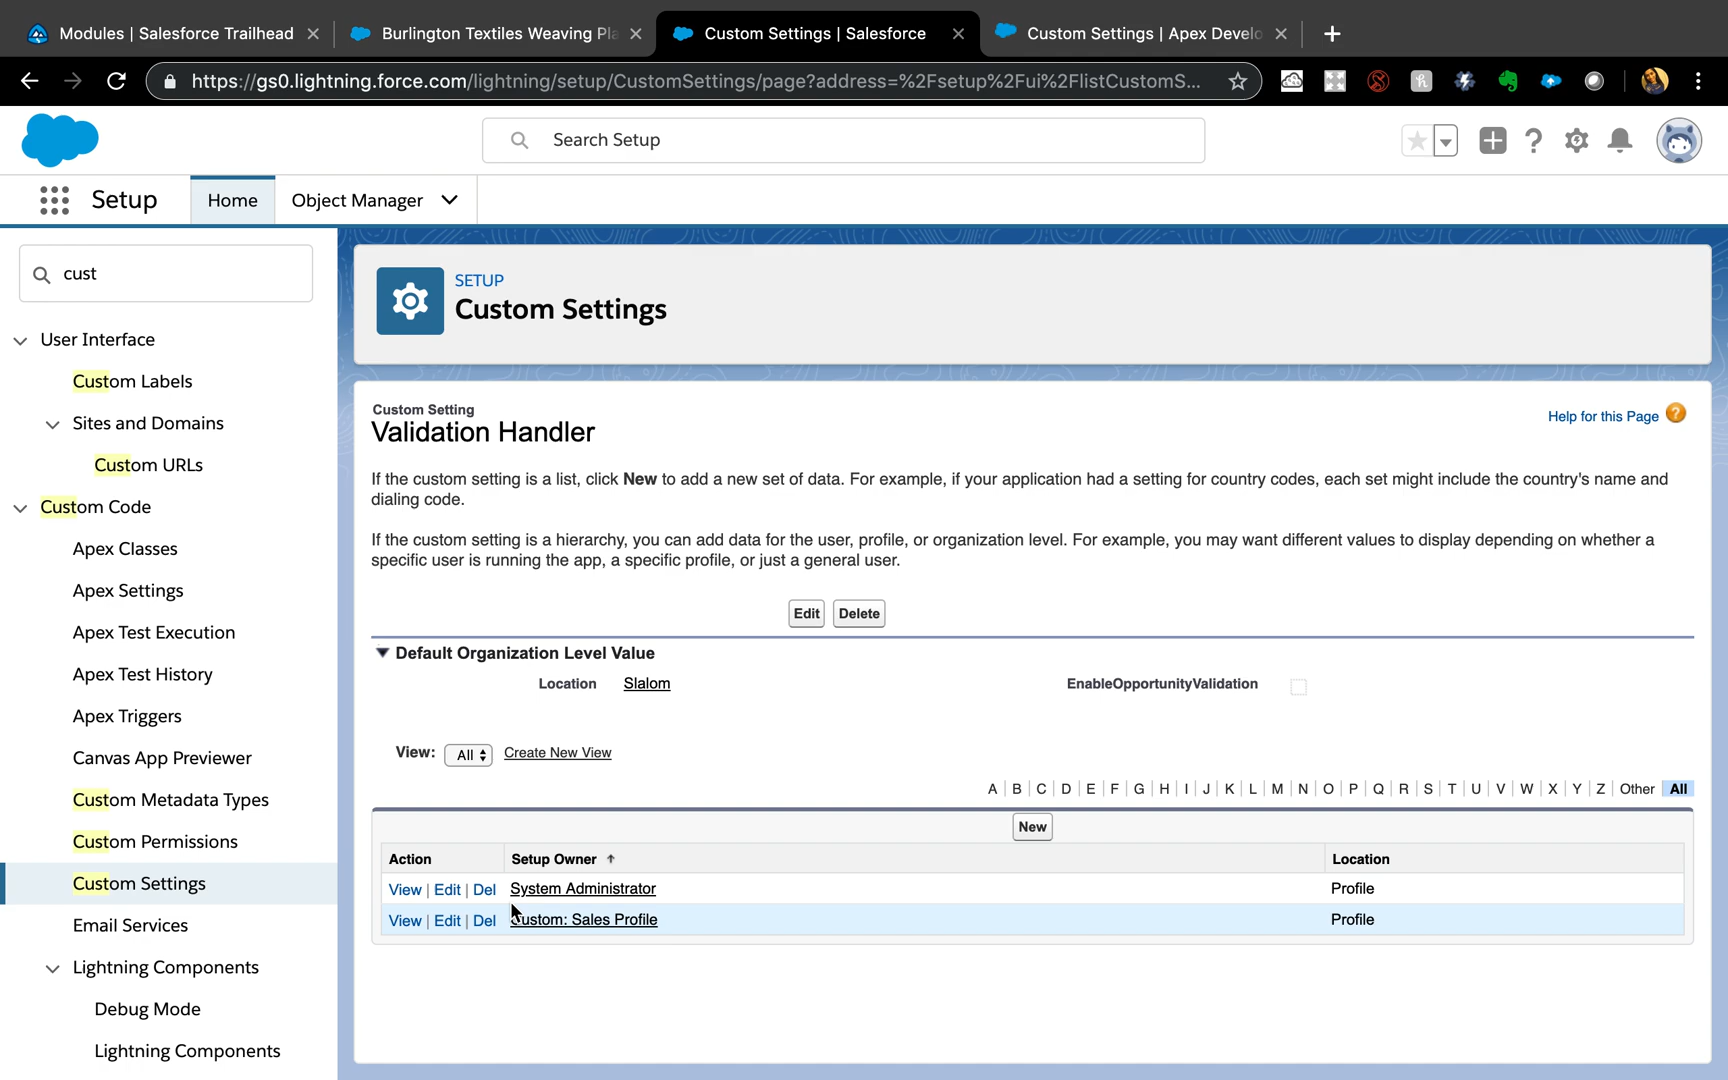 Modules | Salesforce Trailhead
Burlington Textiles Weaving Pla
Custom Settings | Salesforce
Custom Settings | Apex Develo
https://gs0.lightning.force.com/lightning/setup/CustomSettings/page?address=%2Fsetup%2Fui%2FlistCustomS...
Search Setup
Setup
Home
Object Manager
cust
User Interface
Custom Labels
Sites and Domains
Custom URLs
Custom Code
Apex Classes
Apex Settings
Apex Test Execution
Apex Test History
Apex Triggers
Canvas App Previewer
Custom Metadata Types
Custom Permissions
Custom Settings
Email Services
Lightning Components
Debug Mode
Lightning Components
SETUP
Custom Settings
Custom Setting
Validation Handler
Help for this Page ?
If the custom setting is a list, click New to add a new set of data. For example, if your application had a setting for country codes, each set might include the country's name and
dialing code.
If the custom setting is a hierarchy, you can add data for the user, profile, or organization level. For example, you may want different values to display depending on whether a
specific user is running the app, a specific profile, or just a general user.
Edit Delete
Default Organization Level Value
Location Slalom EnableOpportunityValidation
View: All Create New View
A | B | C | D | E | F | G | H | I | J | K | L | M | N | O | P | Q | R | S | T | U | V | W | X | Y | Z | Other | All
New
Action Setup Owner Location
View | Edit | Del System Administrator Profile
View | Edit | Del Custom: Sales Profile Profile